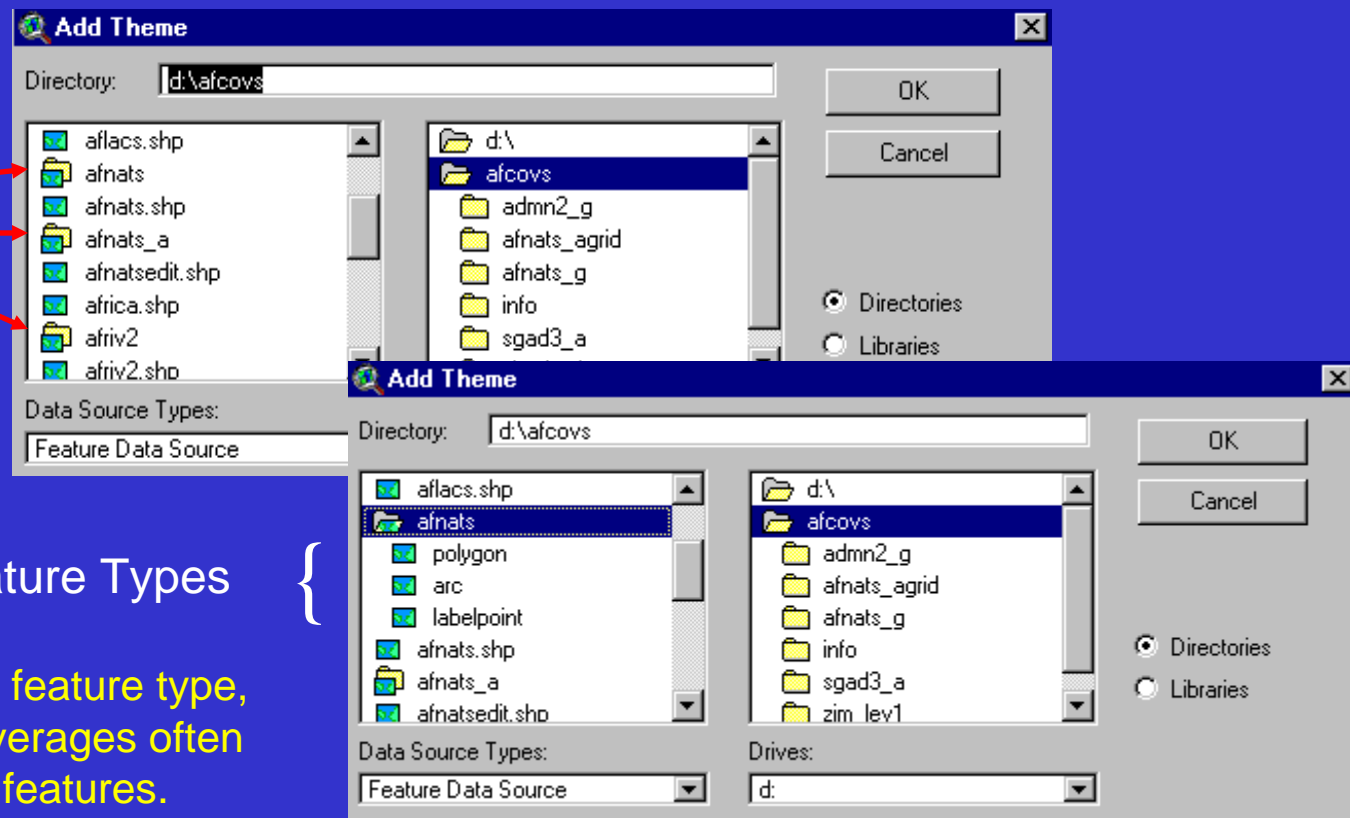 Add Theme
Directory: d:\afcovs
OK
Cancel
aflacs.shp
afnats
afnats.shp
afnats_a
afnatsedit.shp
africa.shp
afriv2
afriv2.shp
d:\
afcovs
admn2_g
afnats_agrid
afnats_g
info
sgad3_a
Directories
Libraries
Data Source Types:
Feature Data Source
Add Theme
Directory: d:\afcovs
OK
Cancel
aflacs.shp
afnats
polygon
arc
labelpoint
afnats.shp
afnats_a
afnatsedit.shp
d:\
afcovs
admn2_g
afnats_agrid
afnats_g
info
sgad3_a
zim_lev1
Directories
Libraries
Data Source Types:
Feature Data Source
Drives:
d:
ature Types {
feature type,
verages often
features.